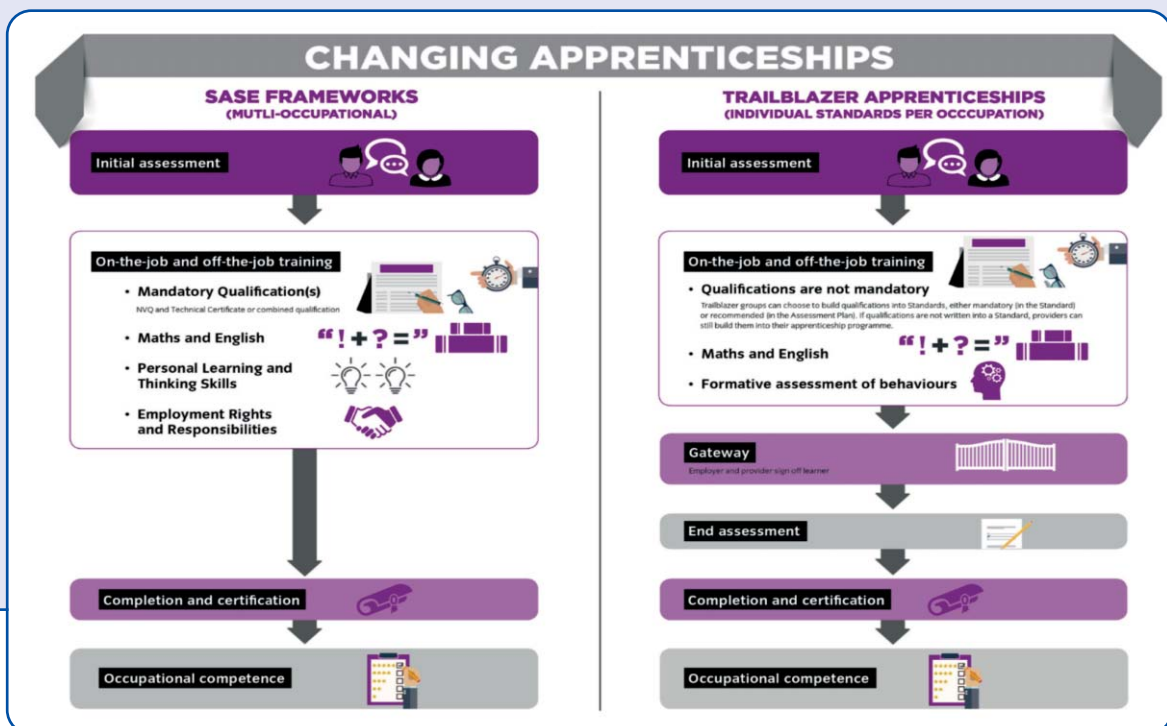 CHANGING APPRENTICESHIPS
SASE FRAMEWORKS
(MUTLI-OCCUPATIONAL)
Initial assessment
On-the-job and off-the-job training
• Mandatory Qualification(s)
NVQ and Technical Certificate or combined qualification
• Maths and English
“ ! + ? = ”
• Personal Learning and
Thinking Skills
• Employment Rights
and Responsibilities
Completion and certification
Occupational competence
TRAILBLAZER APPRENTICESHIPS
(INDIVIDUAL STANDARDS PER OCCCUPATION)
Initial assessment
On-the-job and off-the-job training
• Qualifications are not mandatory
Trailblazer groups can choose to build qualifications into Standards, either mandatory (in the Standard)
or recommended (in the Assessment Plan). If qualifications are not written into a Standard, providers can
still build them into their apprenticeship programme.
• Maths and English
“ ! + ? = ”
• Formative assessment of behaviours
Gateway
Employer and provider sign off learner
End assessment
Completion and certification
Occupational competence